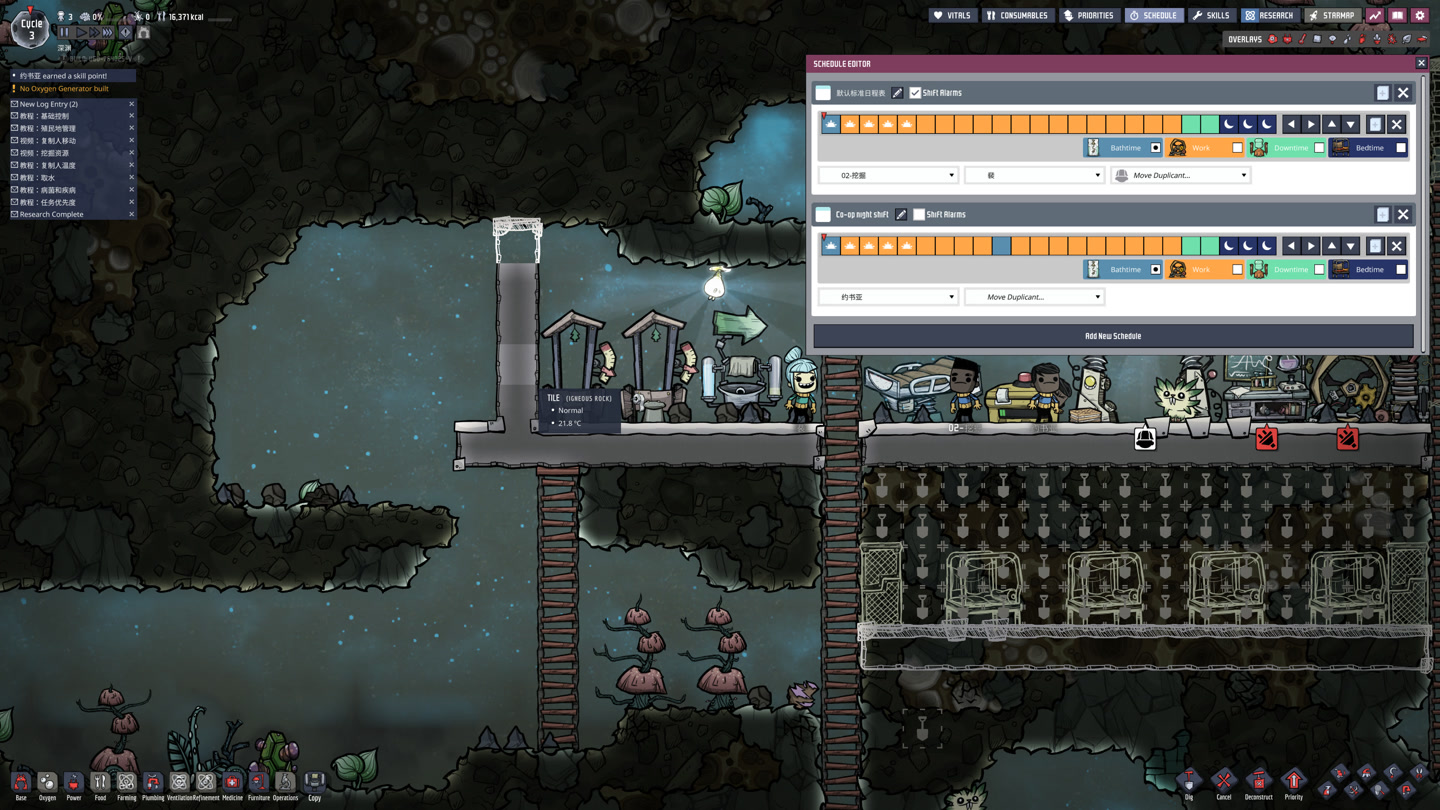 Cycle
3
3
0%
0
16,371kcal
深渊
约书亚 earned a skill point!
No Oxygen Generator built
New Log Entry (2)
教程：基础控制
教程：殖民地管理
视频：复制人移动
视频：挖掘资源
教程：复制人温度
教程：取水
教程：病菌和疾病
教程：任务优先度
Research Complete
VITALS
CONSUMABLES
PRIORITIES
SCHEDULE
SKILLS
RESEARCH
STARMAP
OVERLAYS
SCHEDULE EDITOR
默认标准日程表
Shift Alarms
Bathtime
Work
Downtime
Bedtime
02-挖掘
Move Duplicant...
Co-op night shift
Shift Alarms
Bathtime
Work
Downtime
Bedtime
约书亚
Move Duplicant...
Add New Schedule
TILE (IGNEOUS ROCK)
Normal
21.8 °C
Base
Oxygen
Power
Food
Farming
Plumbing
Ventilation
Refinement
Medicine
Furniture
Operations
Copy
Dig
Cancel
Deconstruct
Priority